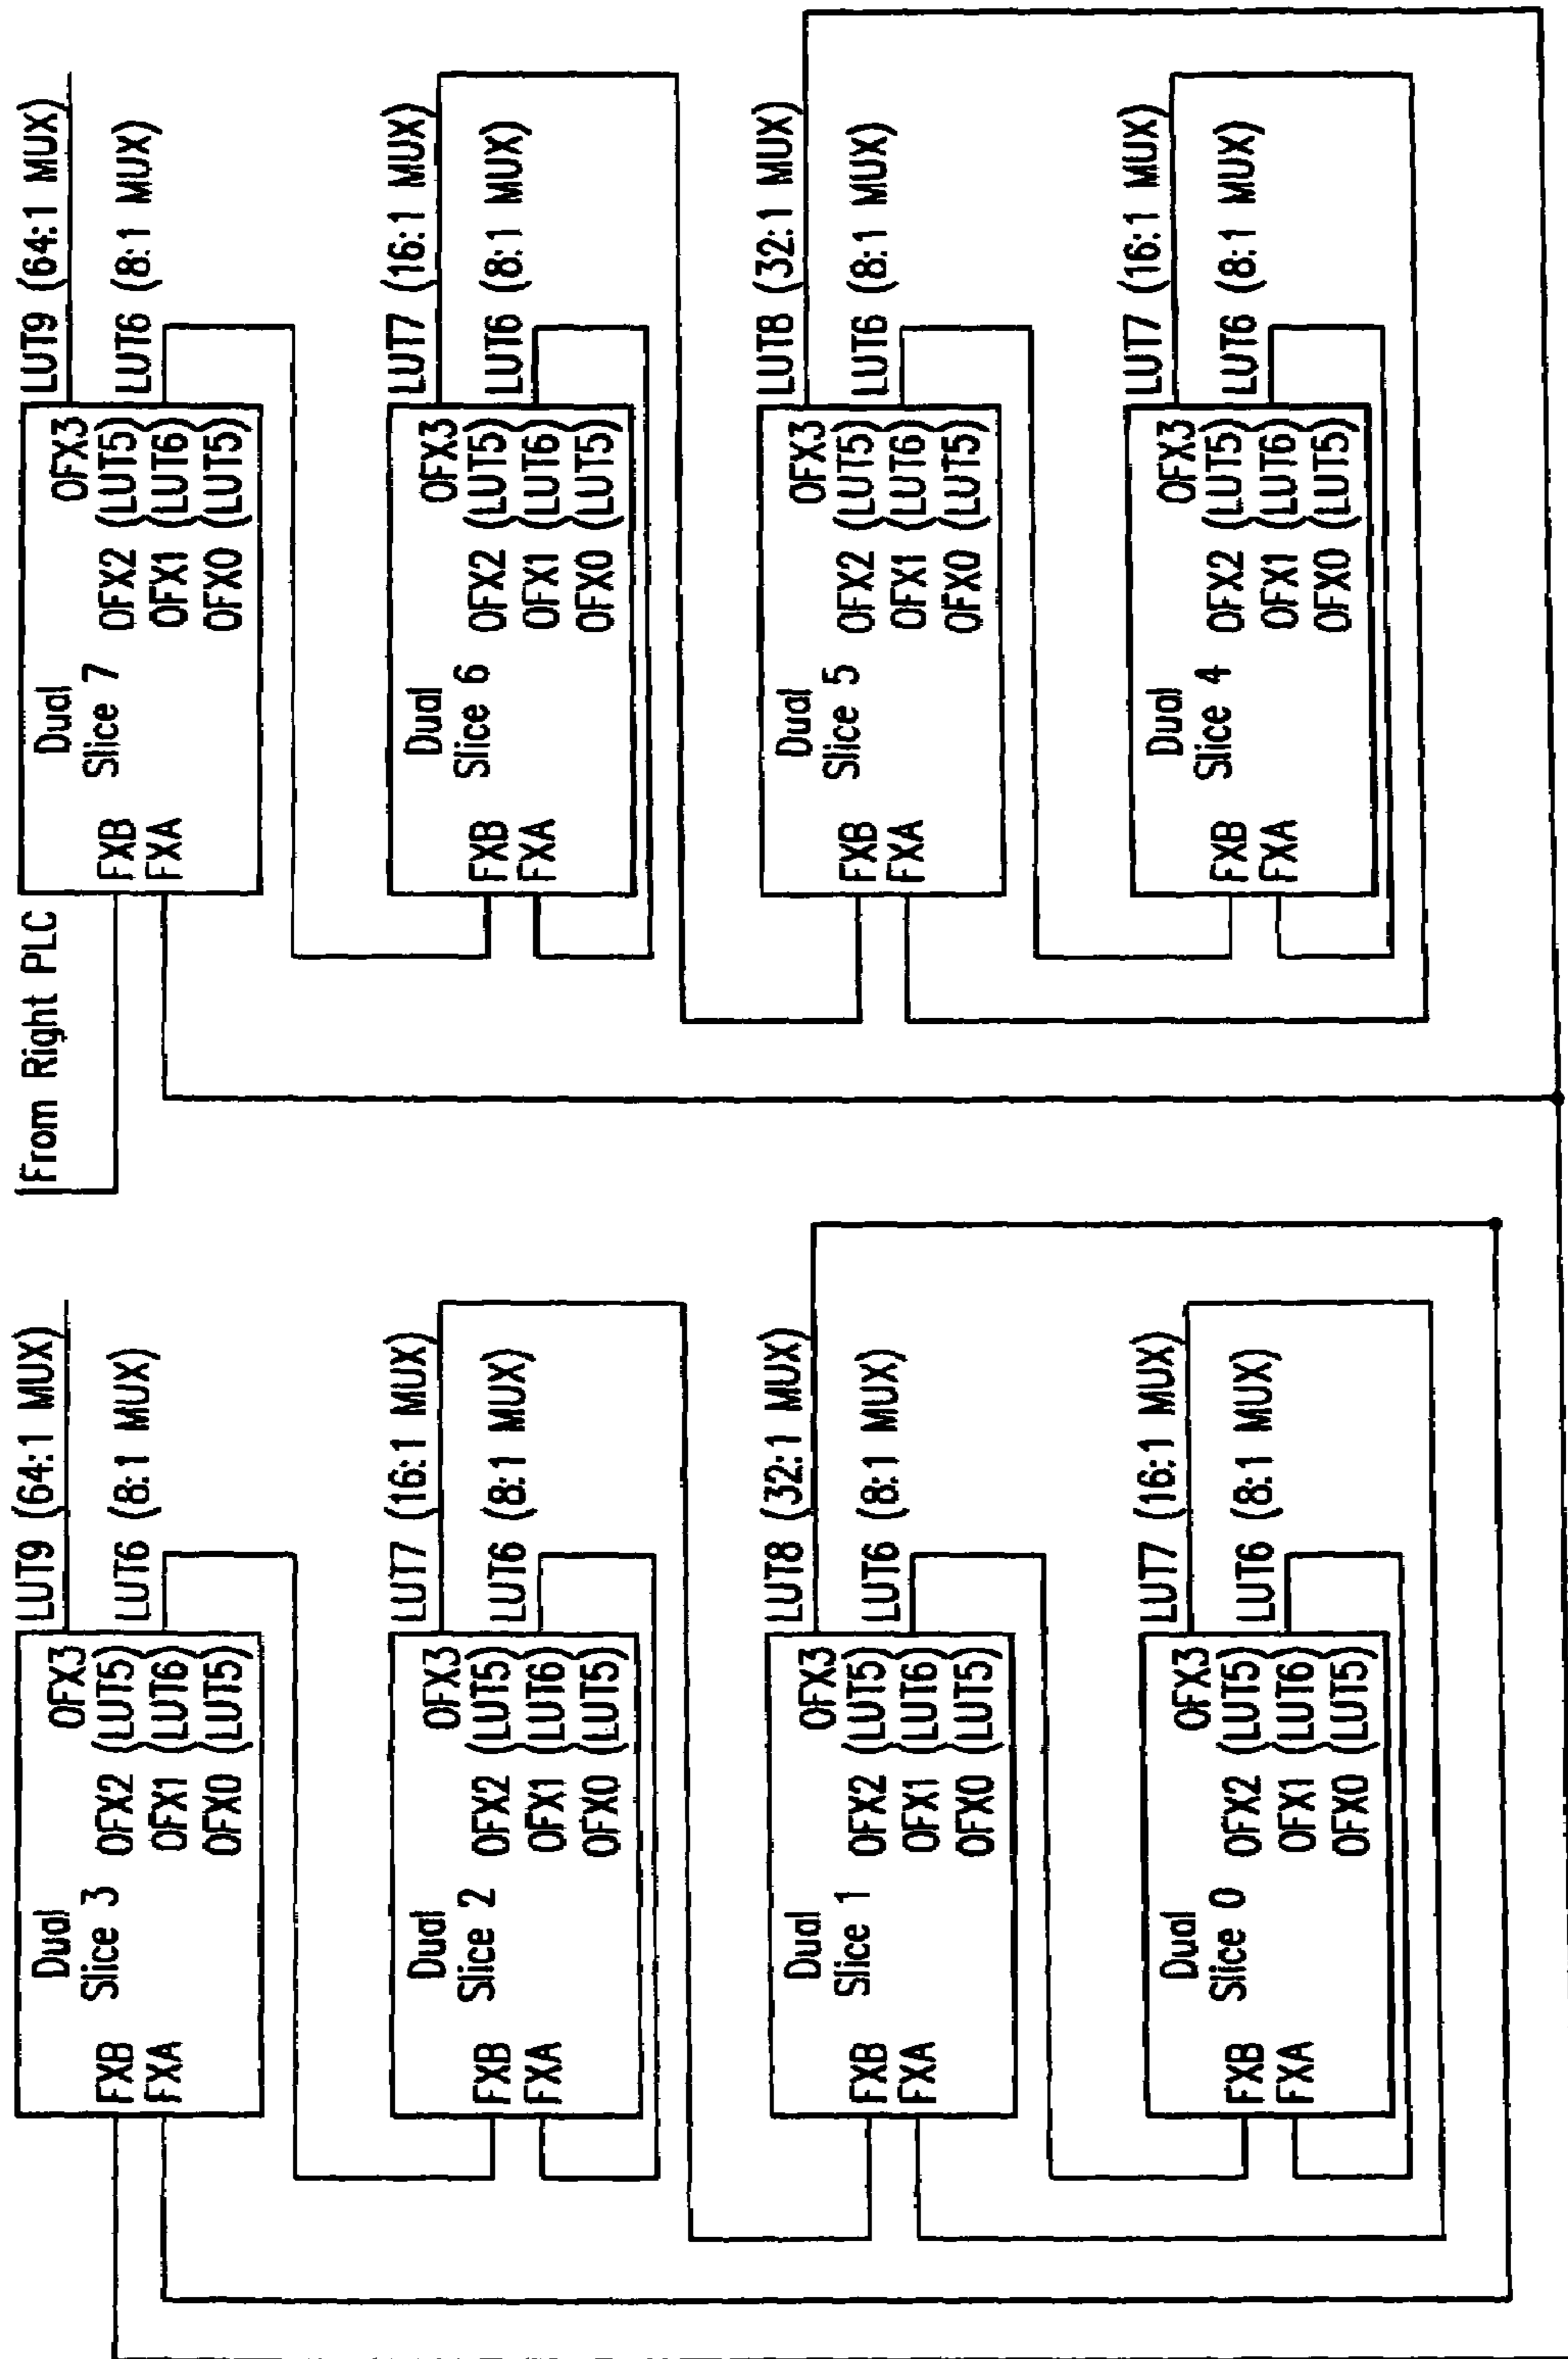 LUT9 (64:1 MUX)
Dual
OFX3
Slice 3
FXB
OFX2 (LUT5)
LUT6 (8:1 MUX)
FXA
OFX1 (LUT6)
OFX0 (LUT5)
LUT7 (16:1 MUX)
Dual
OFX3
Slice 2
FXB
OFX2 (LUT5)
LUT6 (8:1 MUX)
FXA
OFX1 (LUT6)
OFX0 (LUT5)
LUT8 (32:1 MUX)
Dual
OFX3
Slice 1
FXB
OFX2 (LUT5)
LUT6 (8:1 MUX)
FXA
OFX1 (LUT6)
OFX0 (LUT5)
LUT7 (16:1 MUX)
Dual
OFX3
Slice 0
FXB
OFX2 (LUT5)
LUT6 (8:1 MUX)
FXA
OFX1 (LUT6)
OFX0 (LUT5)
From Right PLC
LUT9 (64:1 MUX)
Dual
OFX3
Slice 7
FXB
OFX2 (LUT5)
LUT6 (8:1 MUX)
FXA
OFX1 (LUT6)
OFX0 (LUT5)
LUT7 (16:1 MUX)
Dual
OFX3
Slice 6
FXB
OFX2 (LUT5)
LUT6 (8:1 MUX)
FXA
OFX1 (LUT6)
OFX0 (LUT5)
LUT8 (32:1 MUX)
Dual
OFX3
Slice 5
FXB
OFX2 (LUT5)
LUT6 (8:1 MUX)
FXA
OFX1 (LUT6)
OFX0 (LUT5)
LUT7 (16:1 MUX)
Dual
OFX3
Slice 4
FXB
OFX2 (LUT5)
LUT6 (8:1 MUX)
FXA
OFX1 (LUT6)
OFX0 (LUT5)